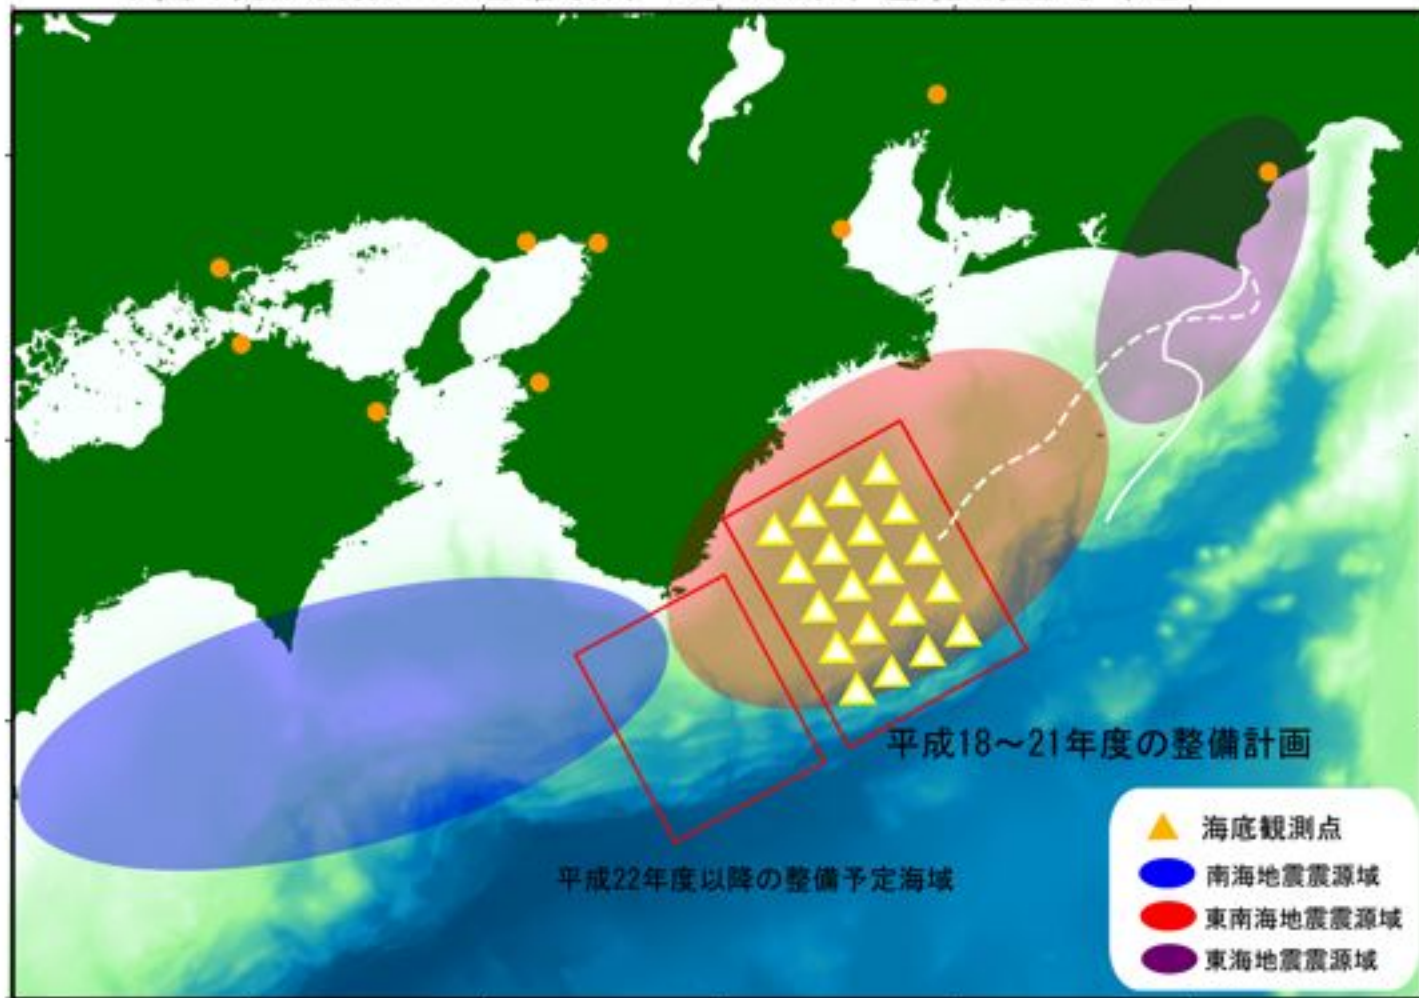 平成18～21年度の整備計画
平成22年度以降の整備予定海域
海底観測点
南海地震震源域
東南海地震震源域
東海地震震源域